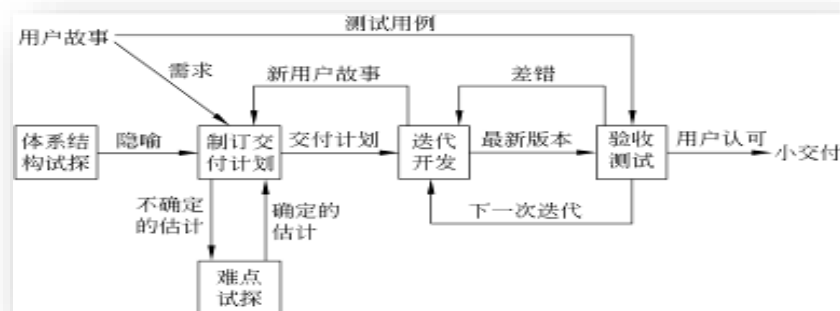 测试用例
用户故事
需求
新用户故事
差错
体系结
构试探
隐喻
制订交
付计划
交付计划
迭代
开发
最新版本
验收
测试
用户认可
小交付
不确定
的估计
确定的
估计
下一次迭代
难点
试探